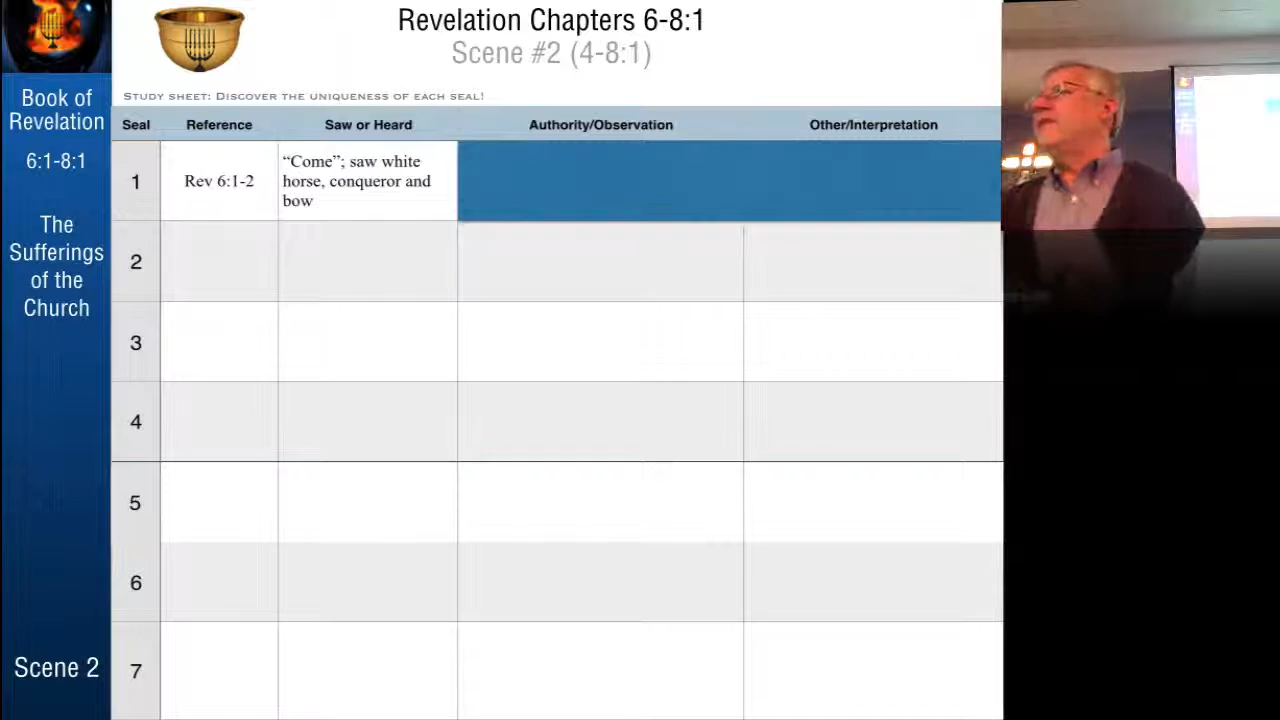 Revelation Chapters 6-8:1
Scene #2 (4-8:1)
Book of
Revelation
6:1-8:1
The
Sufferings
of the
Church
Scene 2
Study sheet: Discover the uniqueness of each seal!
Seal Reference Saw or Heard Authority/Observation Other/Interpretation
1 Rev 6:1-2 “Come”; saw white
horse, conqueror and
bow
2
3
4
5
6
7